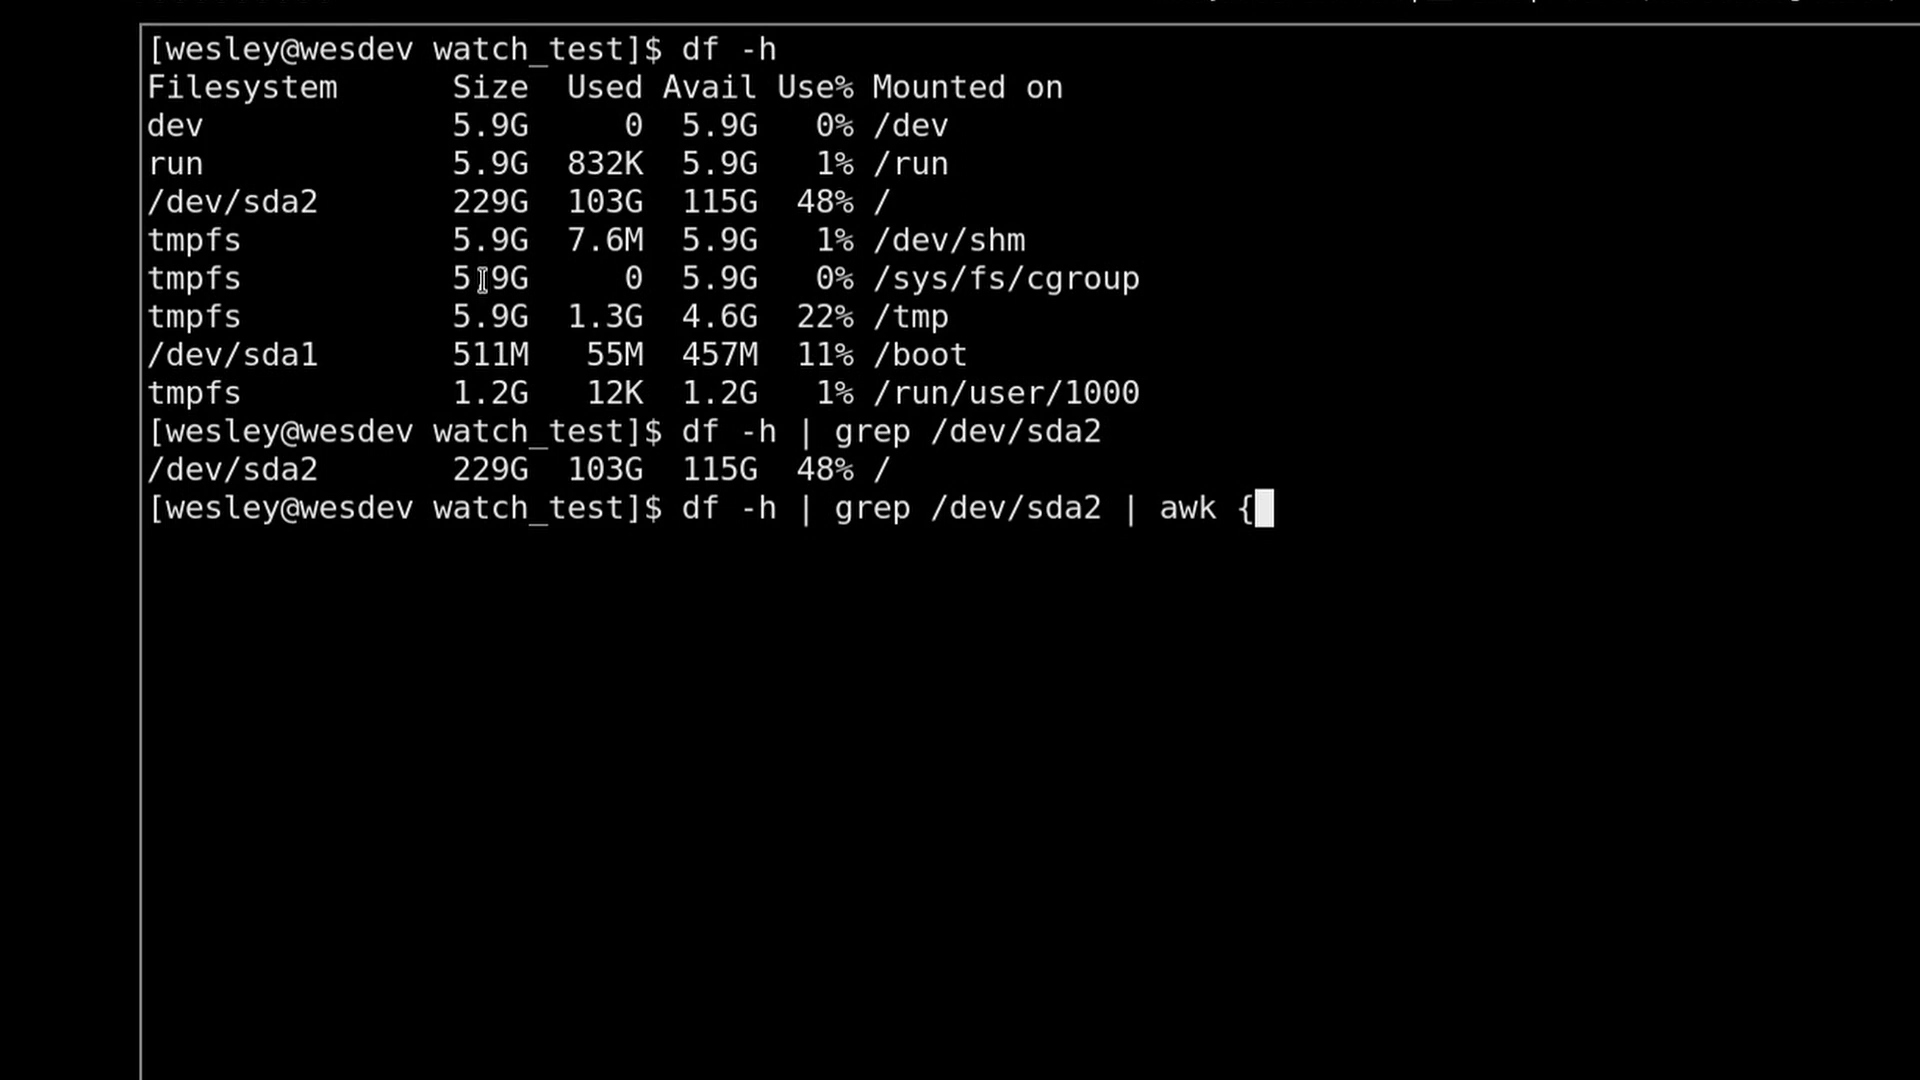 [wesley@wesdev watch_test]$ df -h
Filesystem      Size  Used Avail Use% Mounted on
dev             5.9G     0  5.9G   0% /dev
run             5.9G  832K  5.9G   1% /run
/dev/sda2       229G  103G  115G  48% /
tmpfs           5.9G  7.6M  5.9G   1% /dev/shm
tmpfs           5.9G     0  5.9G   0% /sys/fs/cgroup
tmpfs           5.9G  1.3G  4.6G  22% /tmp
/dev/sda1       511M   55M  457M  11% /boot
tmpfs           1.2G   12K  1.2G   1% /run/user/1000
[wesley@wesdev watch_test]$ df -h | grep /dev/sda2
/dev/sda2       229G  103G  115G  48% /
[wesley@wesdev watch_test]$ df -h | grep /dev/sda2 | awk {